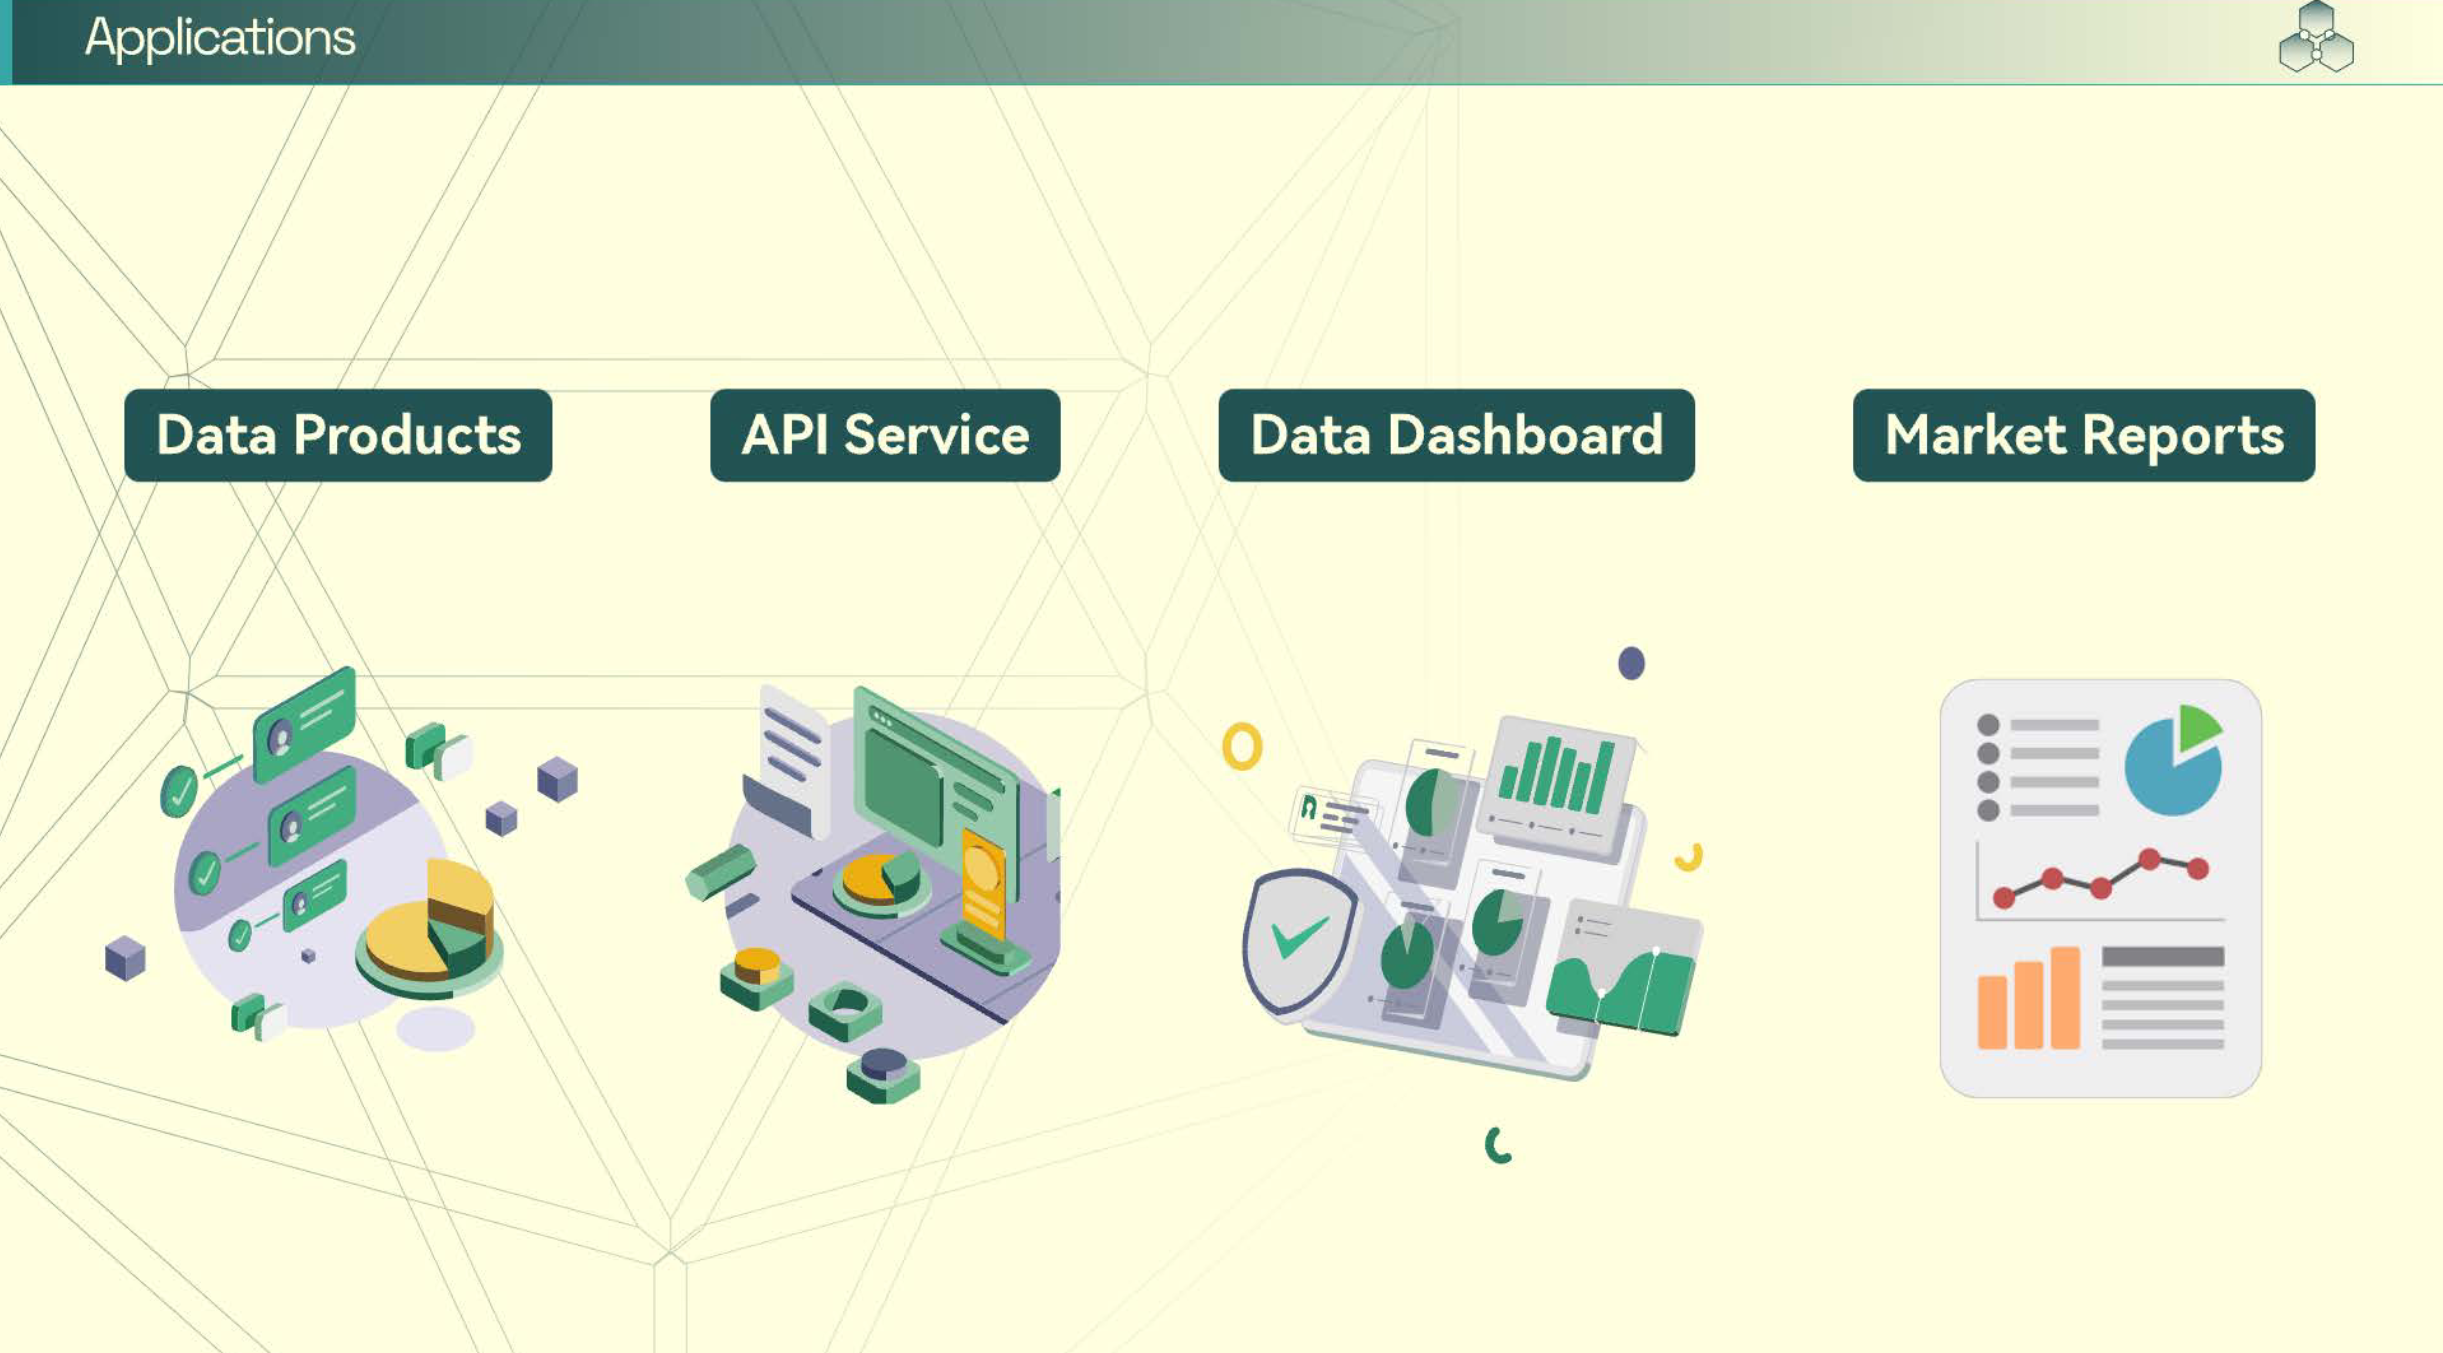 Applications
Data Products
API Service
Data Dashboard
Market Reports